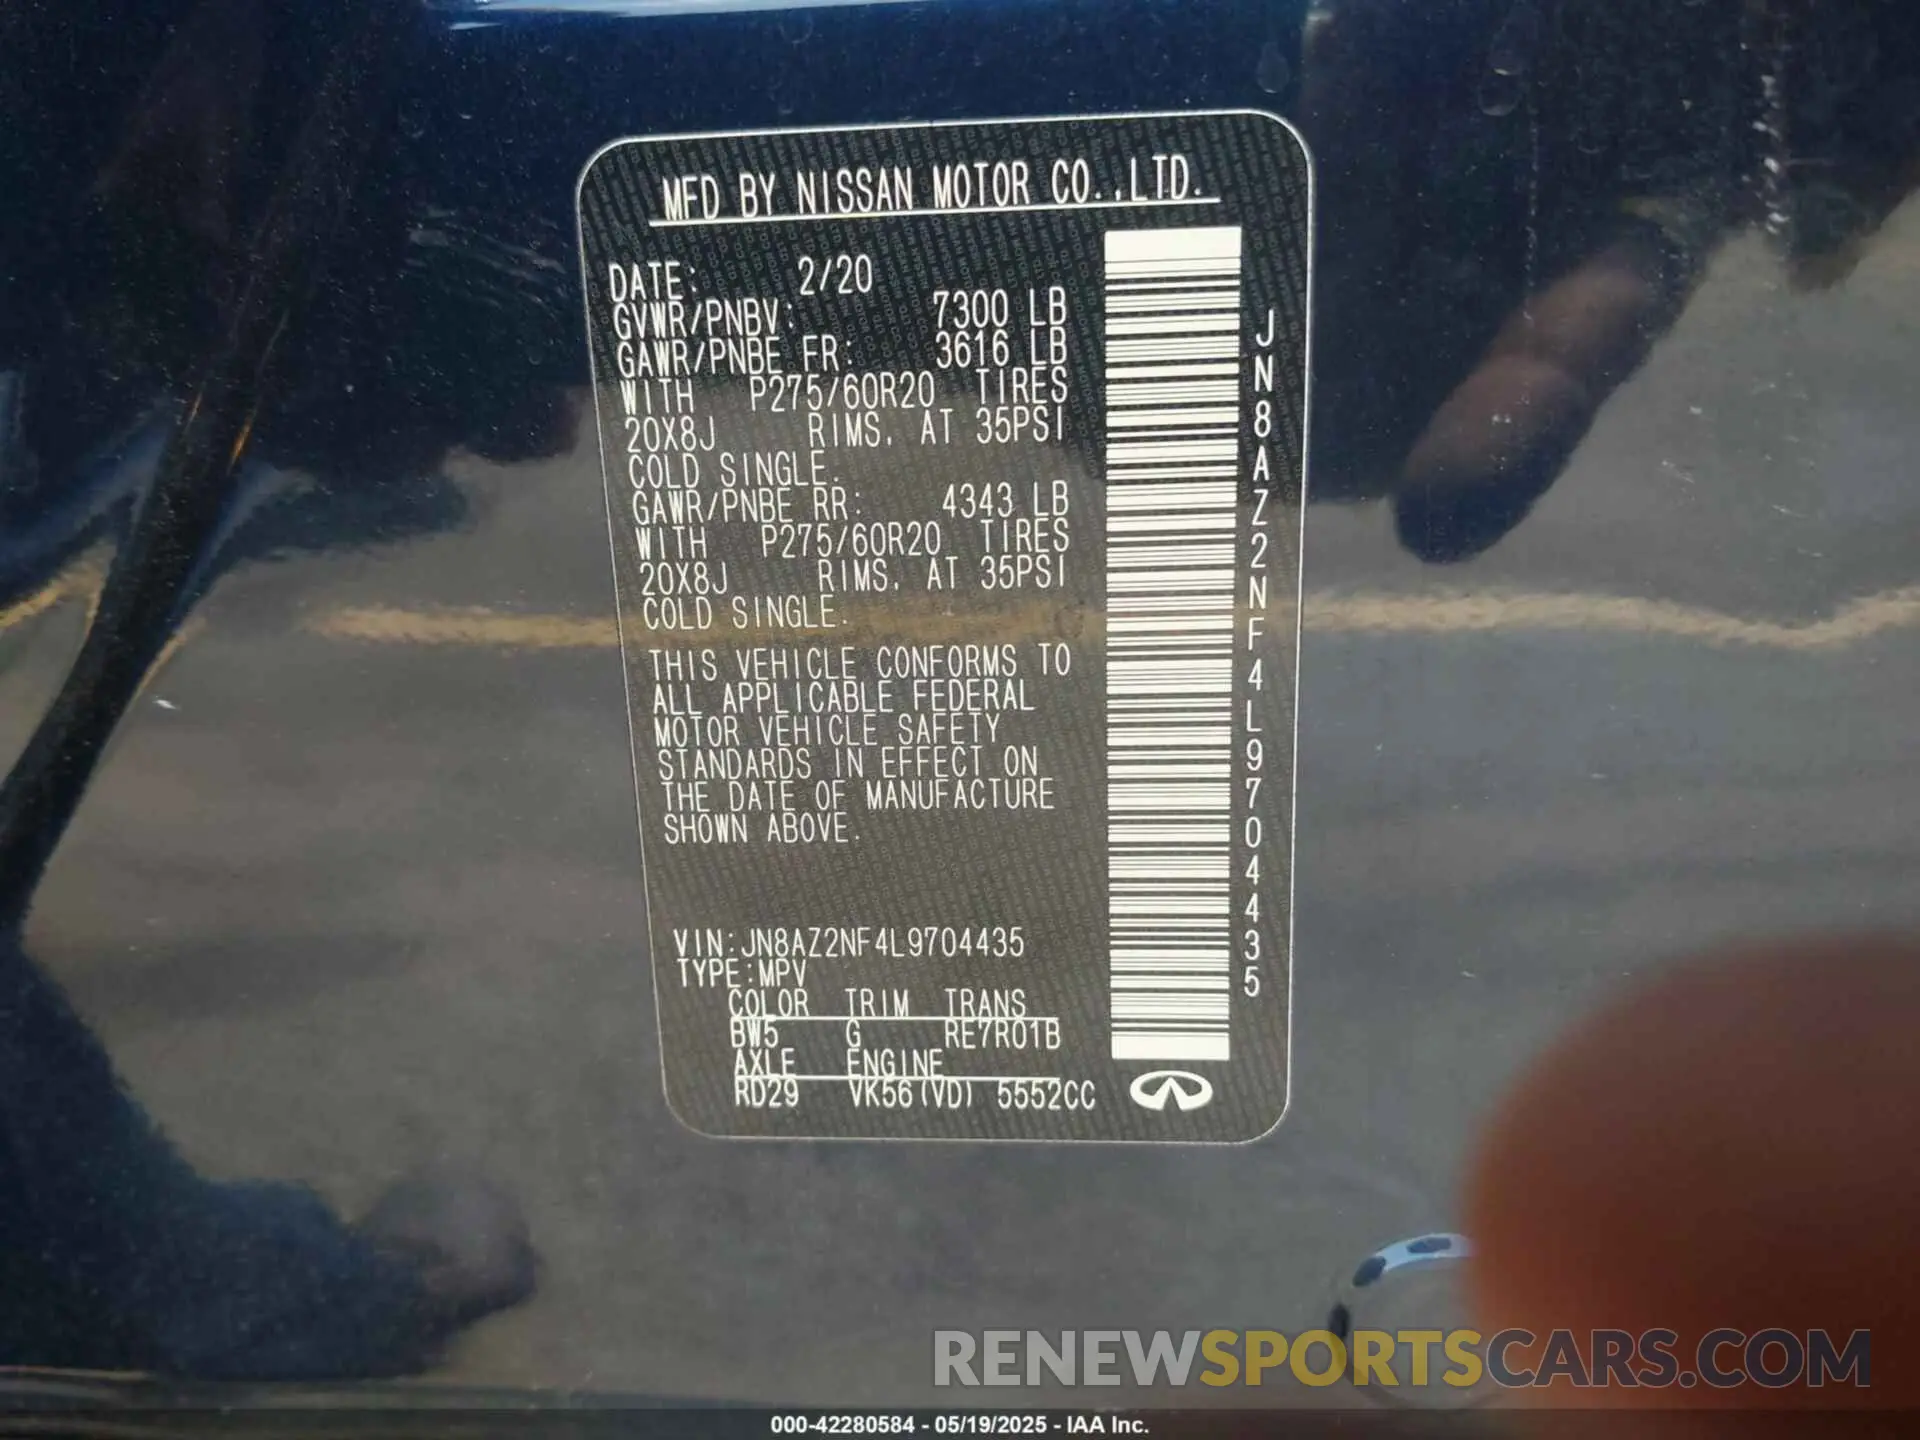 MFD BY NISSAN MOTOR CO.,LTD.
DATE: 2/20
GVWR/PNBV: 7300 LB
GAWR/PNBE FR: 3616 LB
WITH P275/60R20 TIRES
20X8J RIMS. AT 35PSI
COLD SINGLE.
GAWR/PNBE RR: 4343 LB
WITH P275/60R20 TIRES
20X8J RIMS. AT 35PSI
COLD SINGLE.
THIS VEHICLE CONFORMS TO
ALL APPLICABLE FEDERAL
MOTOR VEHICLE SAFETY
STANDARDS IN EFFECT ON
THE DATE OF MANUFACTURE
SHOWN ABOVE.
VIN:JN8AZ2NF4L9704435
TYPE:MPV
COLOR TRIM TRANS
BW5 G RE7R01B
AXLE ENGINE
RD29 VK56(VD) 5552CC
JN8AZ2NF4L9704435
RENEWSPORTSCARS.COM
000-42280584 - 05/19/2025 - IAA Inc.